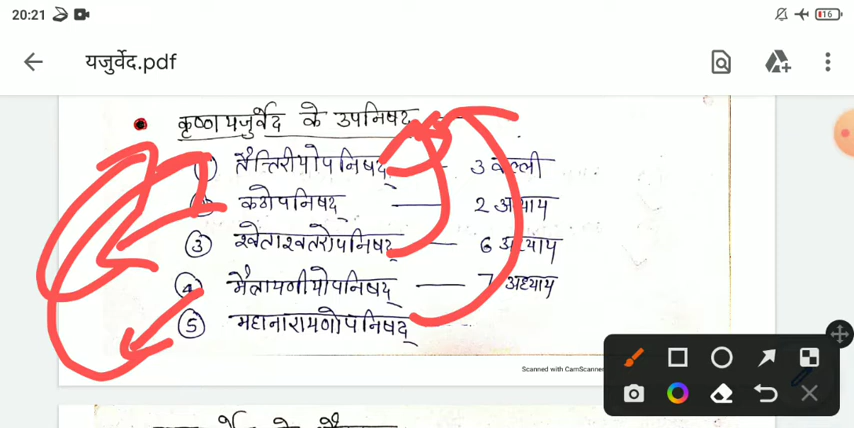 20:21 16
यजुर्वेद.pdf
कृष्णयजुर्वेद के उपनिषद् —
① तैत्तिरीयोपनिषद् — 3 वल्ली
② कठोपनिषद् — 2 अध्याय
③ श्वेताश्वतरोपनिषद् — 6 अध्याय
④ मैत्रायणीयोपनिषद् — 7 अध्याय
⑤ महानारायणोपनिषद्
Scanned with CamScanner